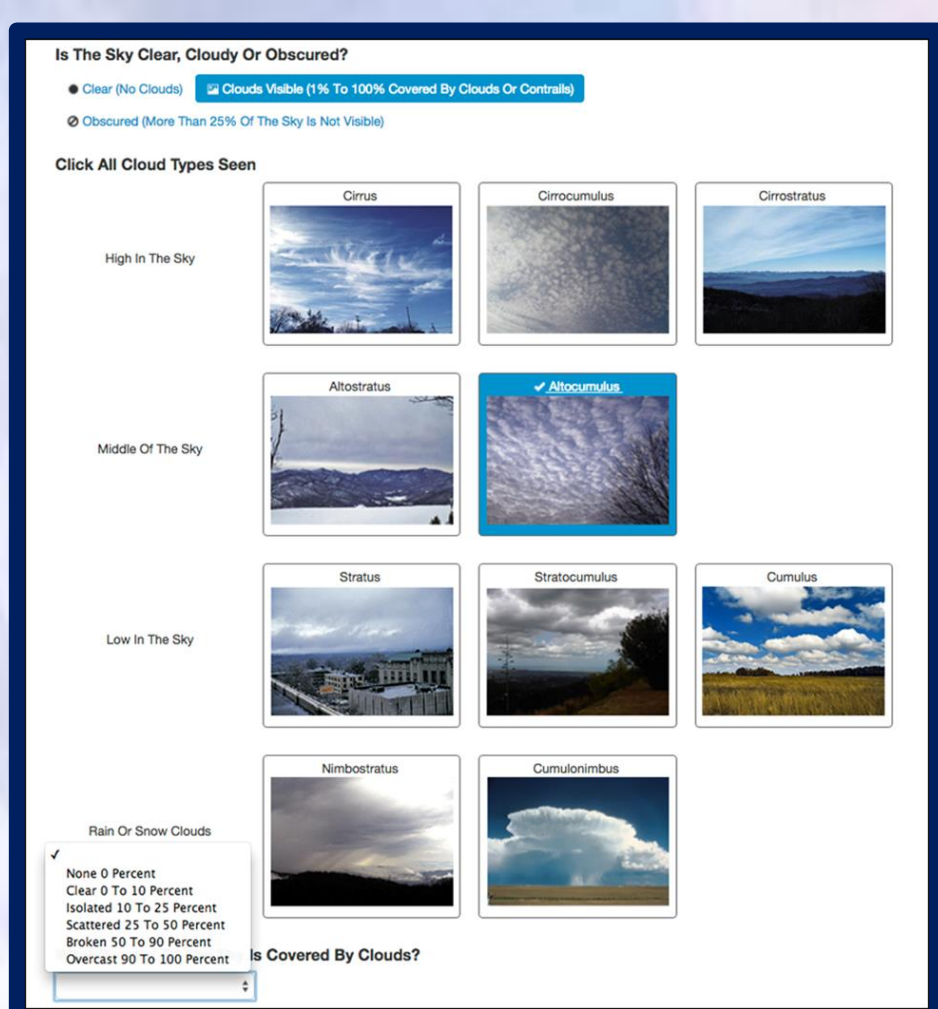 Is The Sky Clear, Cloudy Or Obscured?
Clear (No Clouds) Clouds Visible (1% To 100% Covered By Clouds Or Contrails)
Obscured (More Than 25% Of The Sky Is Not Visible)
Click All Cloud Types Seen
Cirrus Cirrocumulus Cirrostratus
High In The Sky
Altostratus Altocumulus
Middle Of The Sky
Stratus Stratocumulus Cumulus
Low In The Sky
Nimbostratus Cumulonimbus
Rain Or Snow Clouds
None 0 Percent
Clear 0 To 10 Percent
Isolated 10 To 25 Percent
Scattered 25 To 50 Percent
Broken 50 To 90 Percent
Overcast 90 To 100 Percent
Is Covered By Clouds?